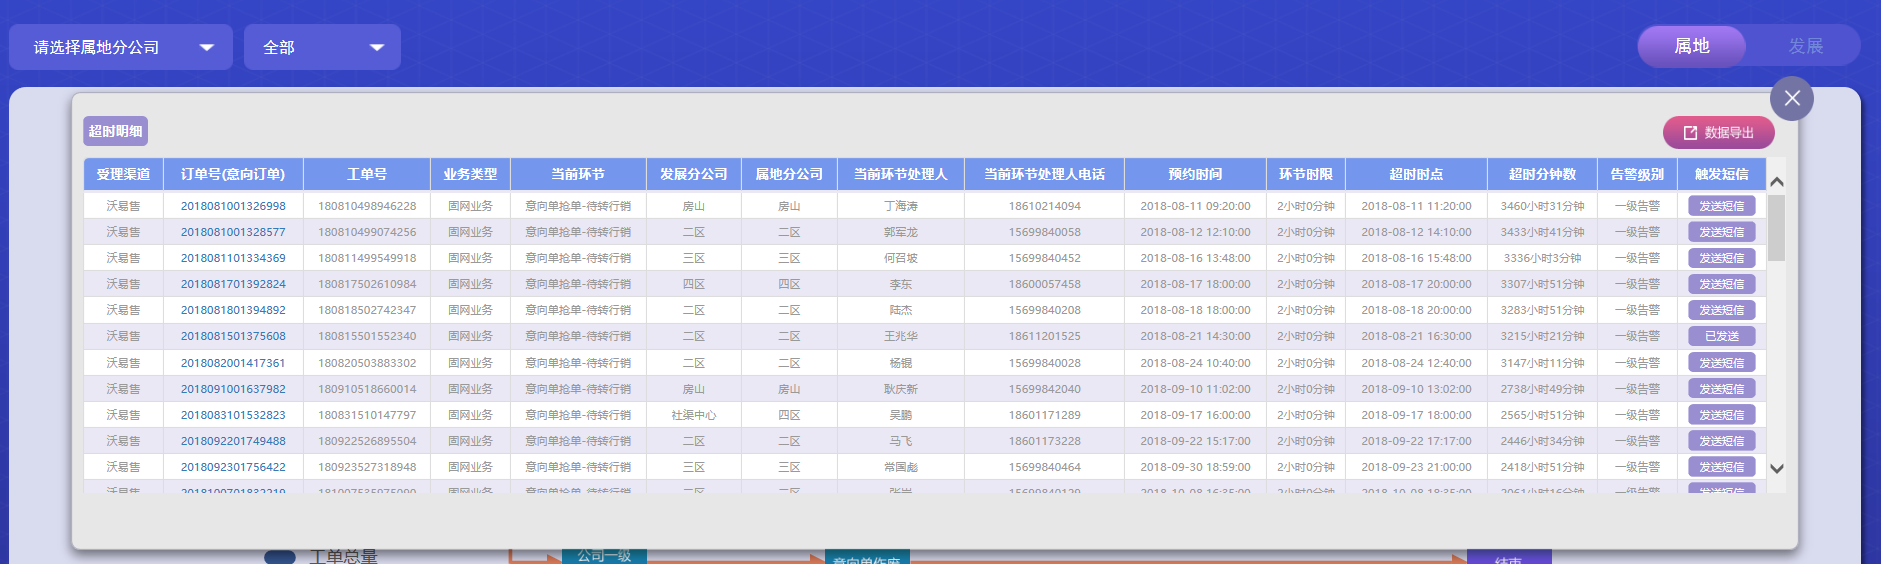 请选择属地分公司 全部 属地 发展
超时明细 数据导出
受理渠道 订单号(意向订单) 工单号 业务类型 当前环节 发展分公司 属地分公司 当前环节处理人 当前环节处理人电话 预约时间 环节时限 超时时点 超时分钟数 告警级别 触发短信
沃易售 2018081001326998 180810498946228 固网业务 意向单抢单-待转行销 房山 房山 丁海涛 18610214094 2018-08-11 09:20:00 2小时0分钟 2018-08-11 11:20:00 3460小时31分钟 一级告警 发送短信
沃易售 2018081001328577 180810499074256 固网业务 意向单抢单-待转行销 二区 二区 郭军龙 15699840058 2018-08-12 12:10:00 2小时0分钟 2018-08-12 14:10:00 3433小时41分钟 一级告警 发送短信
沃易售 2018081101334369 180811499549918 固网业务 意向单抢单-待转行销 三区 三区 何召坡 15699840452 2018-08-16 13:48:00 2小时0分钟 2018-08-16 15:48:00 3336小时3分钟 一级告警 发送短信
沃易售 2018081701392824 180817502610984 固网业务 意向单抢单-待转行销 四区 四区 李东 18600057458 2018-08-17 18:00:00 2小时0分钟 2018-08-17 20:00:00 3307小时51分钟 一级告警 发送短信
沃易售 2018081801394892 180818502742347 固网业务 意向单抢单-待转行销 二区 二区 陆杰 15699840208 2018-08-18 18:00:00 2小时0分钟 2018-08-18 20:00:00 3283小时51分钟 一级告警 发送短信
沃易售 2018081501375608 180815501552340 固网业务 意向单抢单-待转行销 二区 二区 王兆华 18611201525 2018-08-21 14:30:00 2小时0分钟 2018-08-21 16:30:00 3215小时21分钟 一级告警 已发送
沃易售 2018082001417361 180820503883302 固网业务 意向单抢单-待转行销 二区 二区 杨锟 15699840028 2018-08-24 10:40:00 2小时0分钟 2018-08-24 12:40:00 3147小时11分钟 一级告警 发送短信
沃易售 2018091001637982 180910518660014 固网业务 意向单抢单-待转行销 房山 房山 耿庆新 15699842040 2018-09-10 11:02:00 2小时0分钟 2018-09-10 13:02:00 2738小时49分钟 一级告警 发送短信
沃易售 2018083101532823 180831510147797 固网业务 意向单抢单-待转行销 社渠中心 四区 吴鹏 18601171289 2018-09-17 16:00:00 2小时0分钟 2018-09-17 18:00:00 2565小时51分钟 一级告警 发送短信
沃易售 2018092201749488 180922526895504 固网业务 意向单抢单-待转行销 二区 二区 马飞 18601173228 2018-09-22 15:17:00 2小时0分钟 2018-09-22 17:17:00 2446小时34分钟 一级告警 发送短信
沃易售 2018092301756422 180923527318948 固网业务 意向单抢单-待转行销 三区 三区 常国彪 15699840464 2018-09-30 18:59:00 2小时0分钟 2018-09-23 21:00:00 2418小时51分钟 一级告警 发送短信
沃易售 固网业务 意向单抢单-待转行销 2小时0分钟 一级告警 发送短信
工单总量 公司一级 意向单作废 结束